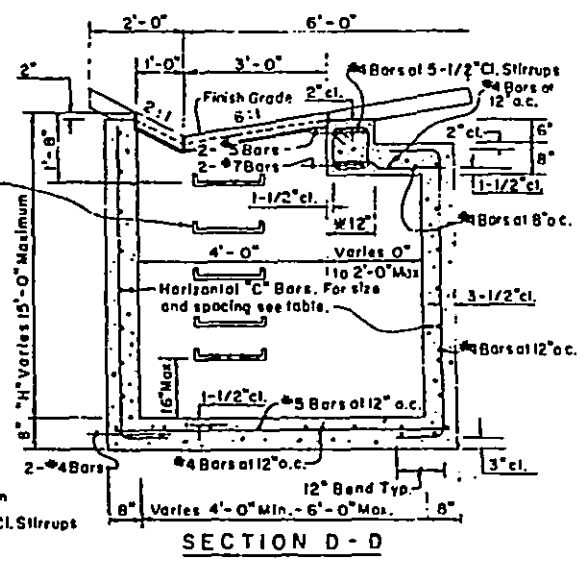 2'-0" 6'-0"
1'-0" 3'-0"
2"
#4 Bars at 5-1/2" Cl. Stirrups
2:1 Finish Grade 6:1
2" cl.
#4 Bars at
12" o.c.
1'-8"
2-#5 Bars
2-#7 Bars
2" cl.
6"
8"
1-1/2" cl.
1-1/2" cl.
*12"
#4 Bars at 8" o.c.
4'-0"
Varies 0"
to 2'-0" Max
8" "H" Varies 15'-0" Maximum
Horizontal "C" Bars. For size
and spacing see table.
3-1/2" cl.
#4 Bars at 12" o.c.
16" Max
1-1/2" cl.
#5 Bars at 12" o.c.
2-#4 Bars
#4 Bars at 12" o.c.
3" cl.
12" Bend Typ.
Cl. Stirrups
8" Varies 4'-0" Min. - 6'-0" Max. 8"
SECTION D-D